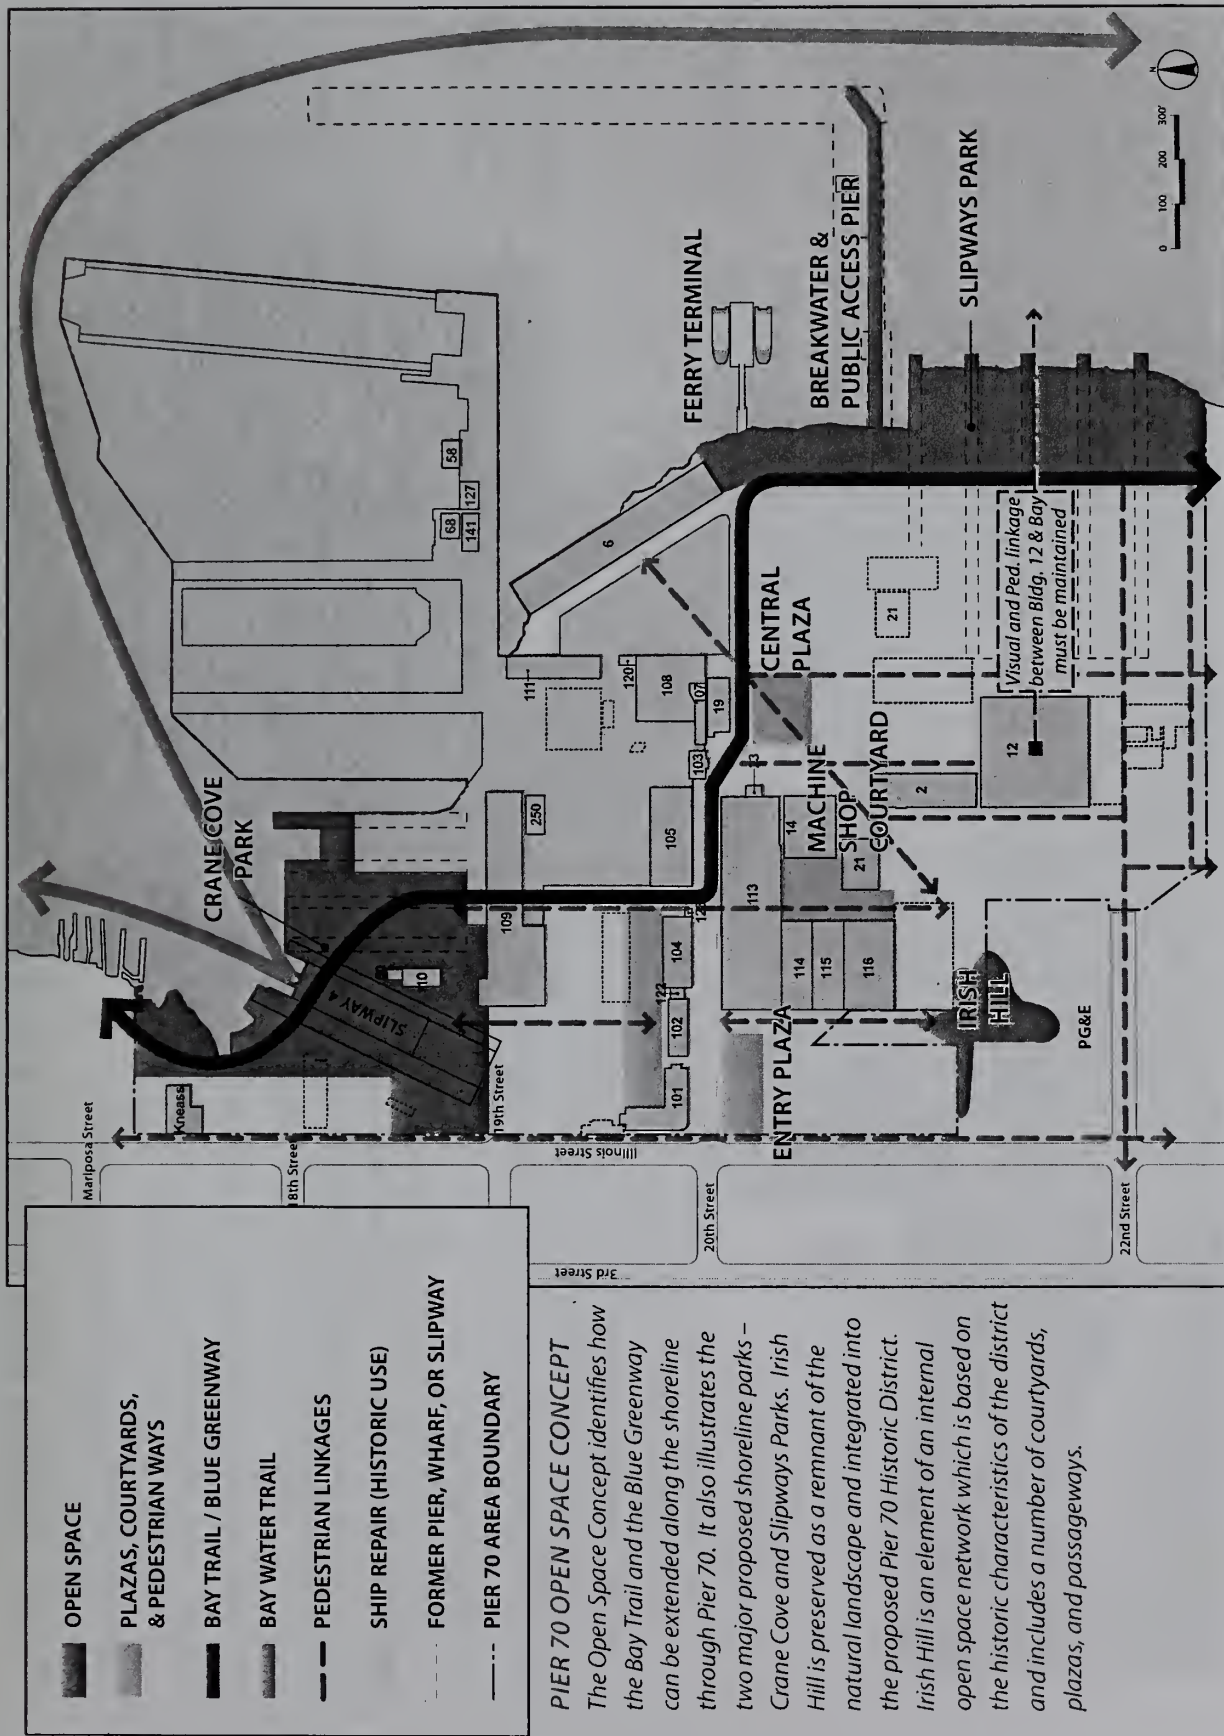 OPEN SPACE
PLAZAS, COURTYARDS,
& PEDESTRIAN WAYS
BAY TRAIL / BLUE GREENWAY
BAY WATER TRAIL
PEDESTRIAN LINKAGES
SHIP REPAIR (HISTORIC USE)
FORMER PIER, WHARF, OR SLIPWAY
PIER 70 AREA BOUNDARY
PIER 70 OPEN SPACE CONCEPT
The Open Space Concept identifies how
the Bay Trail and the Blue Greenway
can be extended along the shoreline
through Pier 70. It also illustrates the
two major proposed shoreline parks –
Crane Cove and Slipways Parks. Irish
Hill is preserved as a remnant of the
natural landscape and integrated into
the proposed Pier 70 Historic District.
Irish Hill is an element of an internal
open space network which is based on
the historic characteristics of the district
and includes a number of courtyards,
plazas, and passageways.
Mariposa Street
18th Street
19th Street
20th Street
22nd Street
3rd Street
Illinois Street
Kneass
SLIPWAY 4
CRANE COVE
PARK
110
109
250
105
103
107
19
108
120
111
6
68
141
127
58
101
102
122
104
113
114
115
116
14
21
2
12
21
ENTRY PLAZA
MACHINE
SHOP
COURTYARD
CENTRAL
PLAZA
IRISH
HILL
PG&E
FERRY TERMINAL
BREAKWATER &
PUBLIC ACCESS PIER
SLIPWAYS PARK
Visual and Ped. linkage
between Bldg. 12 & Bay
must be maintained
N
0 100 200 300'